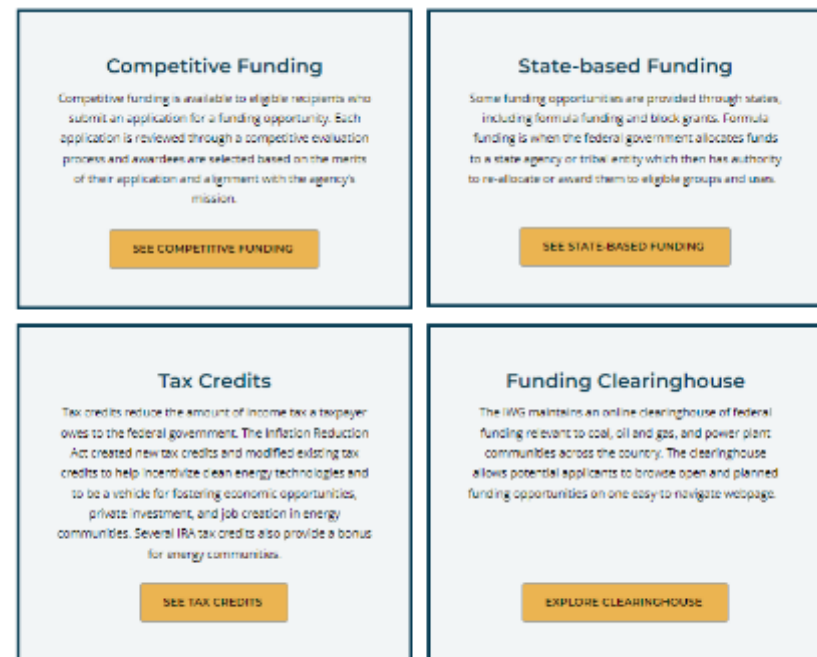 Competitive Funding
Competitive funding is available to eligible recipients who
submit an application for a funding opportunity. Each
application is reviewed through a competitive evaluation
process and awardees are selected based on the merits
of their application and alignment with the agency's
mission.
SEE COMPETITIVE FUNDING
State-based Funding
Some funding opportunities are provided through states,
including formula funding and block grants. Formula
funding is when the federal government allocates funds
to a state agency or tribal entity which then has authority
to re-allocate or award them to eligible groups and uses.
SEE STATE-BASED FUNDING
Tax Credits
Tax credits reduce the amount of income tax a taxpayer
owes to the federal government. The Inflation Reduction
Act created new tax credits and modified existing tax
credits to help incentivize clean energy technologies and
to be a vehicle for fostering economic opportunities,
private investment, and job creation in energy
communities. Several IRA tax credits also provide a bonus
for energy communities.
SEE TAX CREDITS
Funding Clearinghouse
The IWG maintains an online clearinghouse of federal
funding relevant to coal, oil and gas, and power plant
communities across the country. The clearinghouse
allows potential applicants to browse open and planned
funding opportunities on one easy-to-navigate webpage.
EXPLORE CLEARINGHOUSE